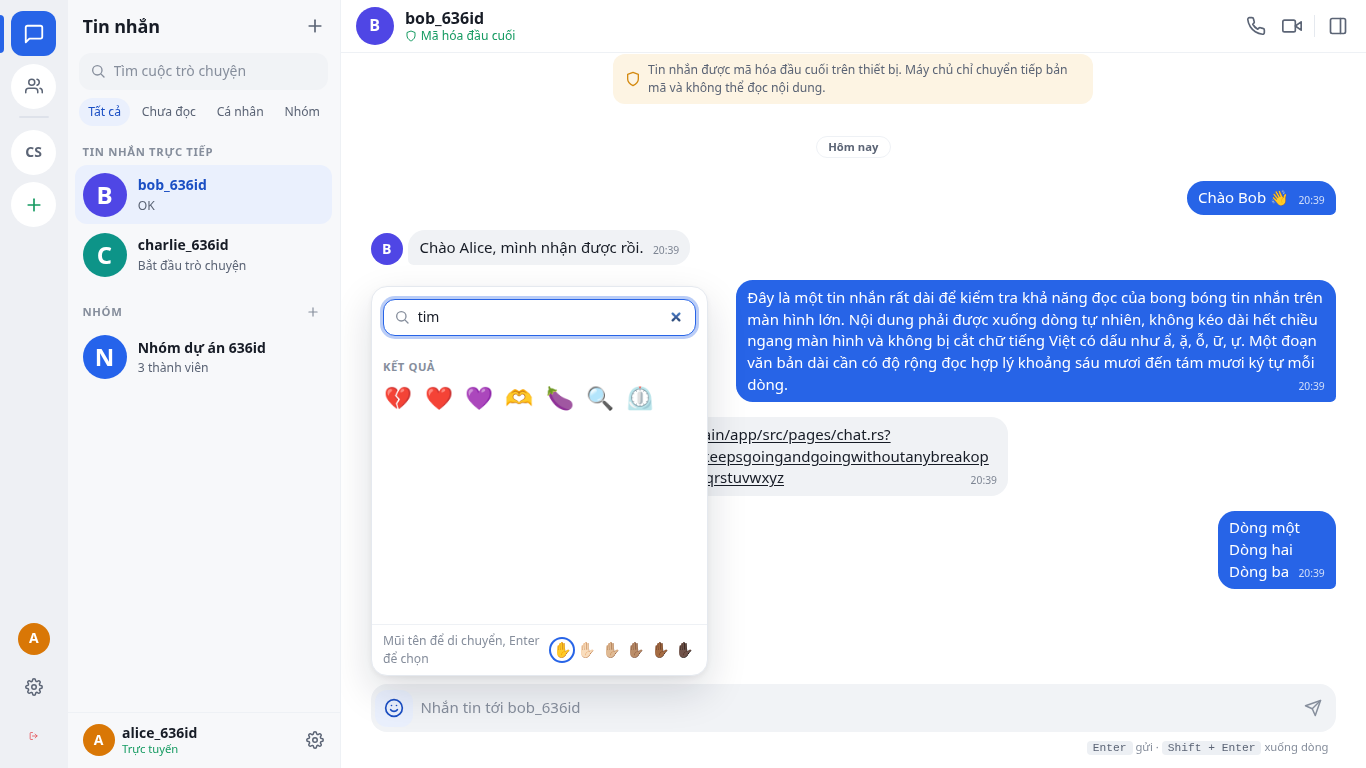 Tin nhắn
Tìm cuộc trò chuyện
Tất cả
Chưa đọc
Cá nhân
Nhóm
TIN NHẮN TRỰC TIẾP
B
bob_636id
OK
C
charlie_636id
Bắt đầu trò chuyện
NHÓM
N
Nhóm dự án 636id
3 thành viên
CS
A
A
alice_636id
Trực tuyến
B
bob_636id
Mã hóa đầu cuối
Tin nhắn được mã hóa đầu cuối trên thiết bị. Máy chủ chỉ chuyển tiếp bản
mã và không thể đọc nội dung.
Hôm nay
Chào Bob 👋 20:39
B
Chào Alice, mình nhận được rồi. 20:39
Đây là một tin nhắn rất dài để kiểm tra khả năng đọc của bong bóng tin nhắn trên
màn hình lớn. Nội dung phải được xuống dòng tự nhiên, không kéo dài hết chiều
ngang màn hình và không bị cắt chữ tiếng Việt có dấu như ấ, ặ, ỗ, ữ, ự. Một đoạn
văn bản dài cần có độ rộng đọc hợp lý khoảng sáu mươi đến tám mươi ký tự mỗi
dòng. 20:39
ain/app/src/pages/chat.rs?
keepsgoingandgoingwithoutanybreakop
qrstuvwxyz 20:39
Dòng một
Dòng hai
Dòng ba 20:39
tim
KẾT QUẢ
Mũi tên để di chuyển, Enter
để chọn
Nhắn tin tới bob_636id
Enter gửi · Shift + Enter xuống dòng